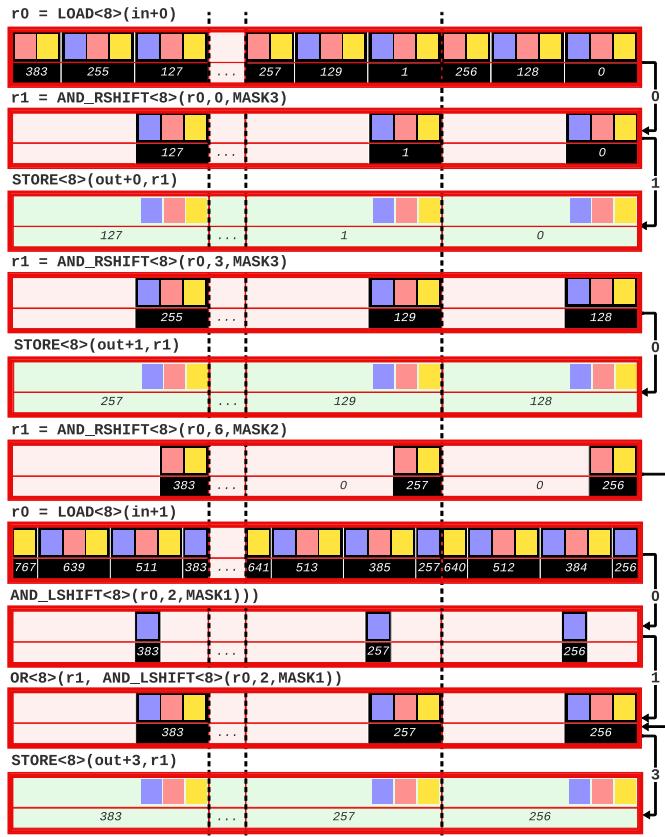 r0 = LOAD<8>(in+0)
383 255 127 ... 257 129 1 256 128 0
0
r1 = AND_RSHIFT<8>(r0,0,MASK3)
127 ... 1 0
1
STORE<8>(out+0,r1)
127 ... 1 0
r1 = AND_RSHIFT<8>(r0,3,MASK3)
255 ... 129 128
0
STORE<8>(out+1,r1)
257 ... 129 128
r1 = AND_RSHIFT<8>(r0,6,MASK2)
383 ... 0 257 0 256
r0 = LOAD<8>(in+1)
767 639 511 383 ... 641 513 385 257 640 512 384 256
0
AND_LSHIFT<8>(r0,2,MASK1)))
383 ... 257 256
1
OR<8>(r1, AND_LSHIFT<8>(r0,2,MASK1))
383 ... 257 256
3
STORE<8>(out+3,r1)
383 ... 257 256